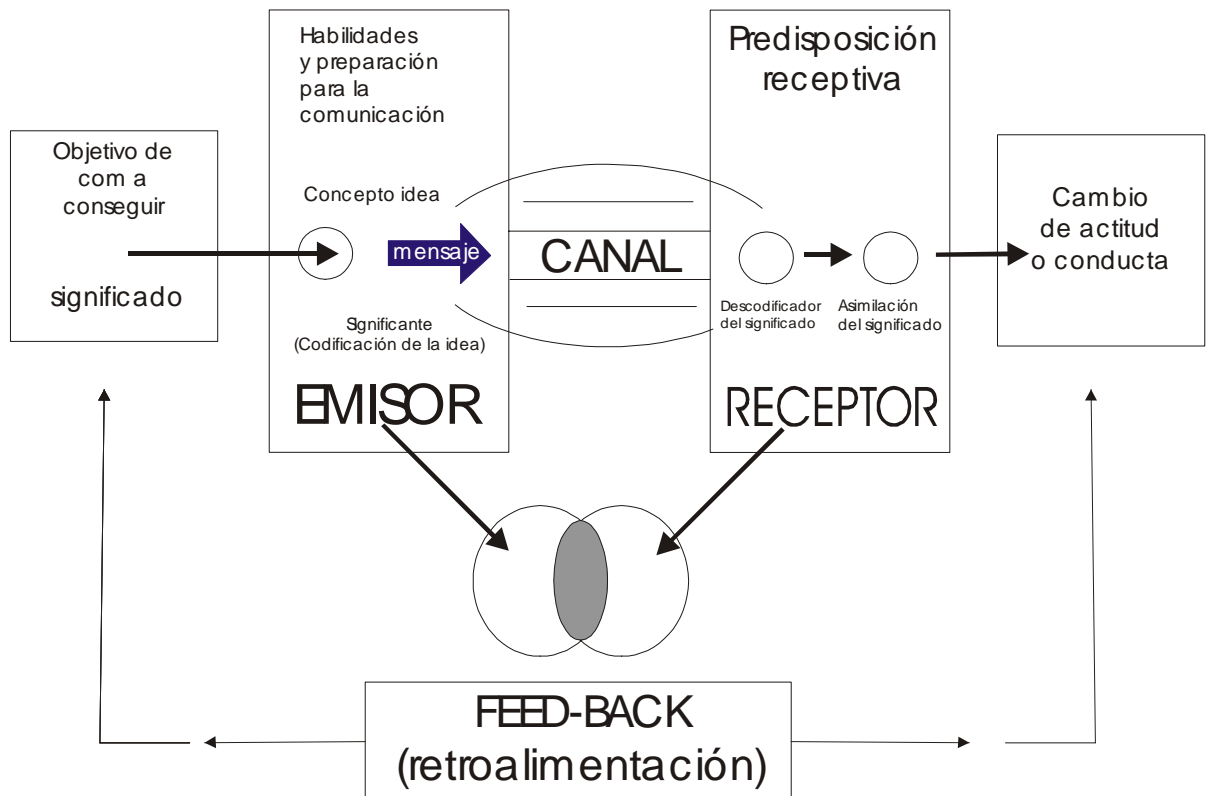 Habilidades
y preparación
para la
comunicación
Predisposición
receptiva
Objetivo de
com a
conseguir
significado
Concepto idea
mensaje
Significante
(Codificación de la idea)
EMISOR
CANAL
Descodificador
del significado
Asimilación
del significado
RECEPTOR
Cambio
de actitud
o conducta
FEED-BACK
(retroalimentación)